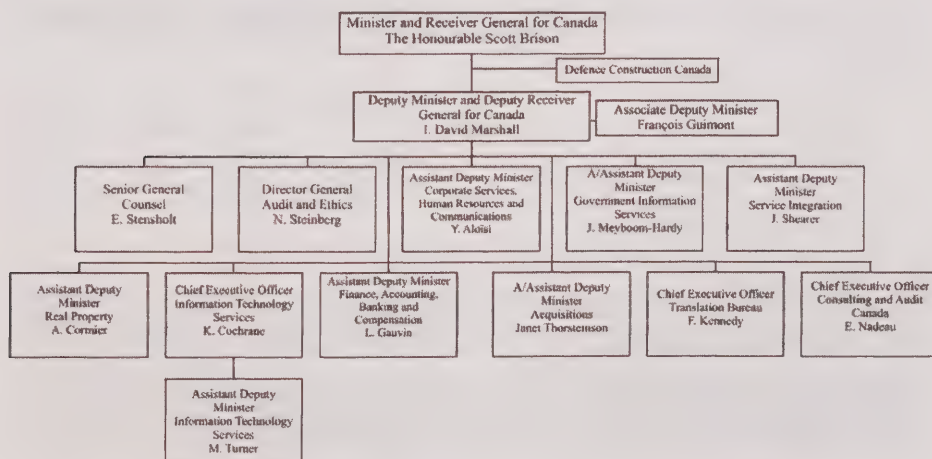 Minister and Receiver General for Canada
The Honourable Scott Brison
Defence Construction Canada
Deputy Minister and Deputy Receiver
General for Canada
I. David Marshall
Associate Deputy Minister
François Guimont
Senior General
Counsel
E. Stensholt
Director General
Audit and Ethics
N. Steinberg
Assistant Deputy Minister
Corporate Services,
Human Resources and
Communications
Y. Aloïsi
A/Assistant Deputy
Minister
Government Information
Services
J. Meyboom-Hardy
Assistant Deputy
Minister
Service Integration
J. Shearer
Assistant Deputy
Minister
Real Property
A. Cormier
Chief Executive Officer
Information Technology
Services
K. Cochrane
Assistant Deputy Minister
Finance, Accounting,
Banking and
Compensation
L. Gauvin
A/Assistant Deputy
Minister
Acquisitions
Janet Thorsteinson
Chief Executive Officer
Translation Bureau
F. Kennedy
Chief Executive Officer
Consulting and Audit
Canada
E. Nadeau
Assistant Deputy
Minister
Information Technology
Services
M. Turner